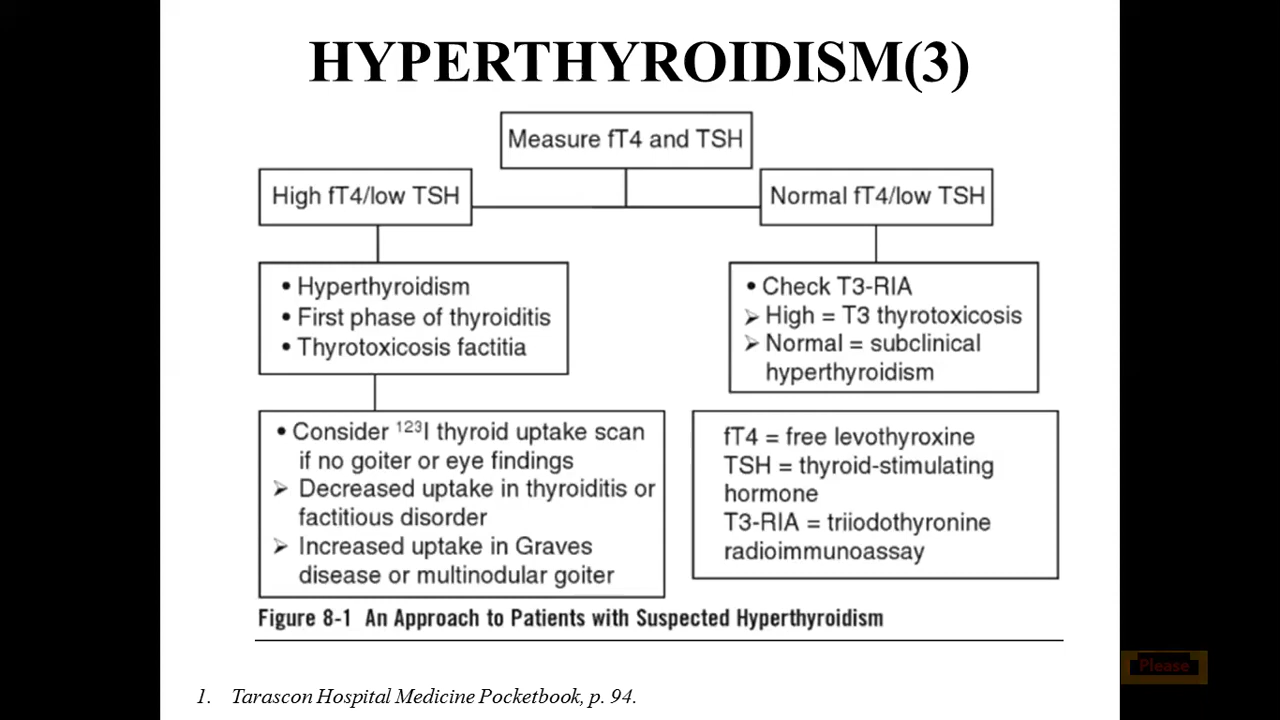 HYPERTHYROIDISM(3)
Measure fT4 and TSH
High fT4/low TSH
Normal fT4/low TSH
• Hyperthyroidism
• First phase of thyroiditis
• Thyrotoxicosis factitia
• Check T3-RIA
➢ High = T3 thyrotoxicosis
➢ Normal = subclinical
hyperthyroidism
• Consider ¹²³I thyroid uptake scan
if no goiter or eye findings
➢ Decreased uptake in thyroiditis or
factitious disorder
➢ Increased uptake in Graves
disease or multinodular goiter
fT4 = free levothyroxine
TSH = thyroid-stimulating
hormone
T3-RIA = triiodothyronine
radioimmunoassay
Figure 8-1 An Approach to Patients with Suspected Hyperthyroidism
1. Tarascon Hospital Medicine Pocketbook, p. 94.
Please